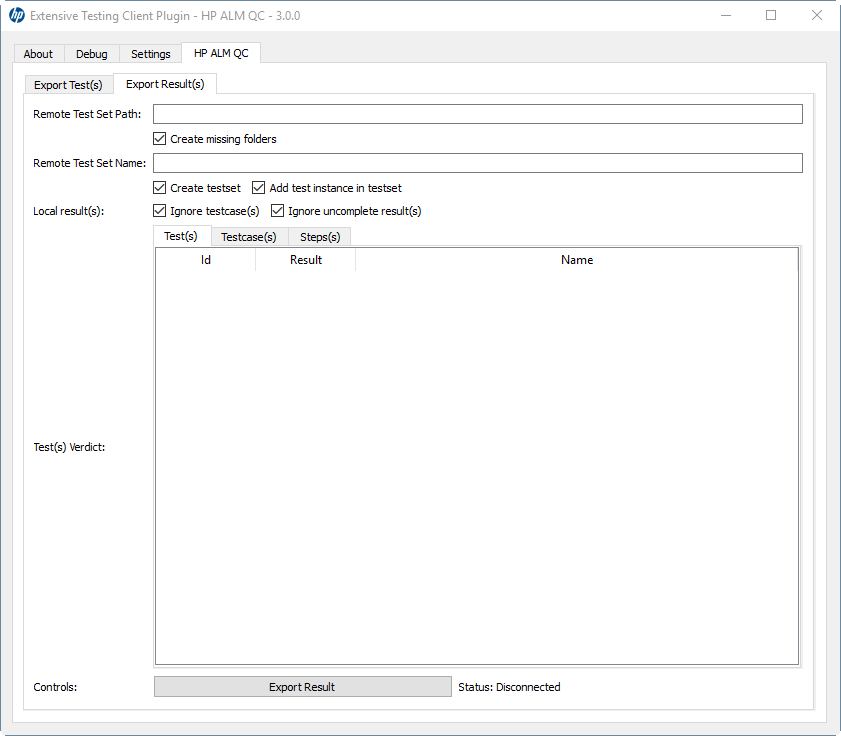 hp Extensive Testing Client Plugin - HP ALM QC - 3.0.0
About Debug Settings HP ALM QC
Export Test(s) Export Result(s)
Remote Test Set Path:
Create missing folders
Remote Test Set Name:
Create testset Add test instance in testset
Local result(s): Ignore testcase(s) Ignore uncomplete result(s)
Test(s) Testcase(s) Steps(s)
Id Result Name
Test(s) Verdict:
Controls: Export Result Status: Disconnected